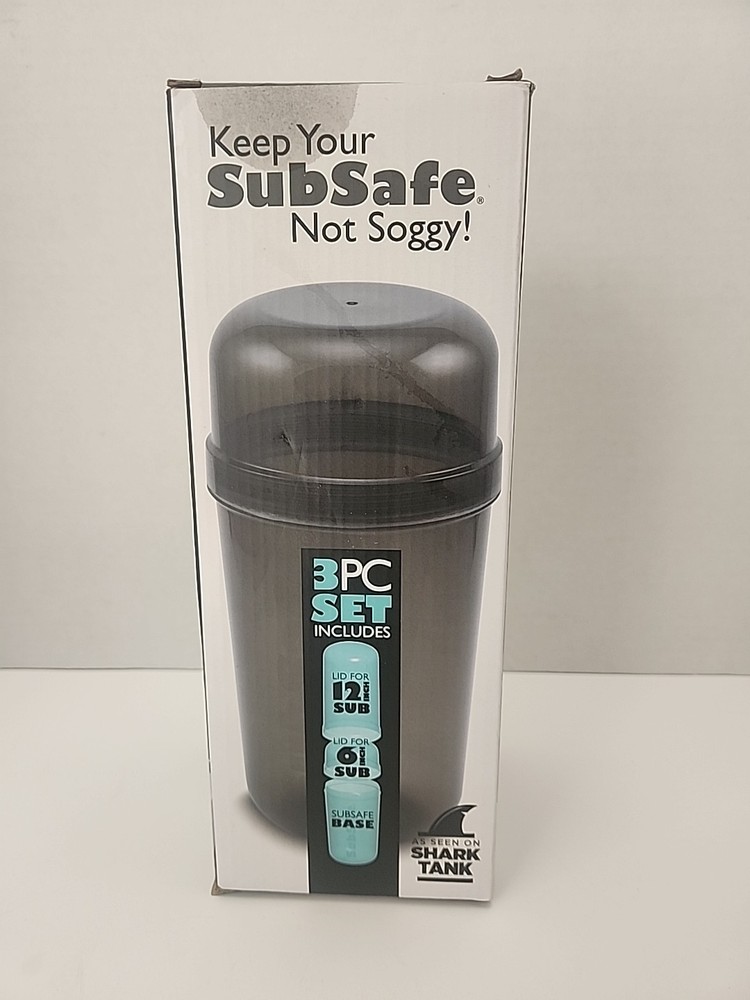 Keep Your
SubSafe®
Not Soggy!
3PC
SET
INCLUDES
LID FOR
12 INCH
SUB
LID FOR
6 INCH
SUB
SUBSAFE
BASE
AS SEEN ON
SHARK
TANK